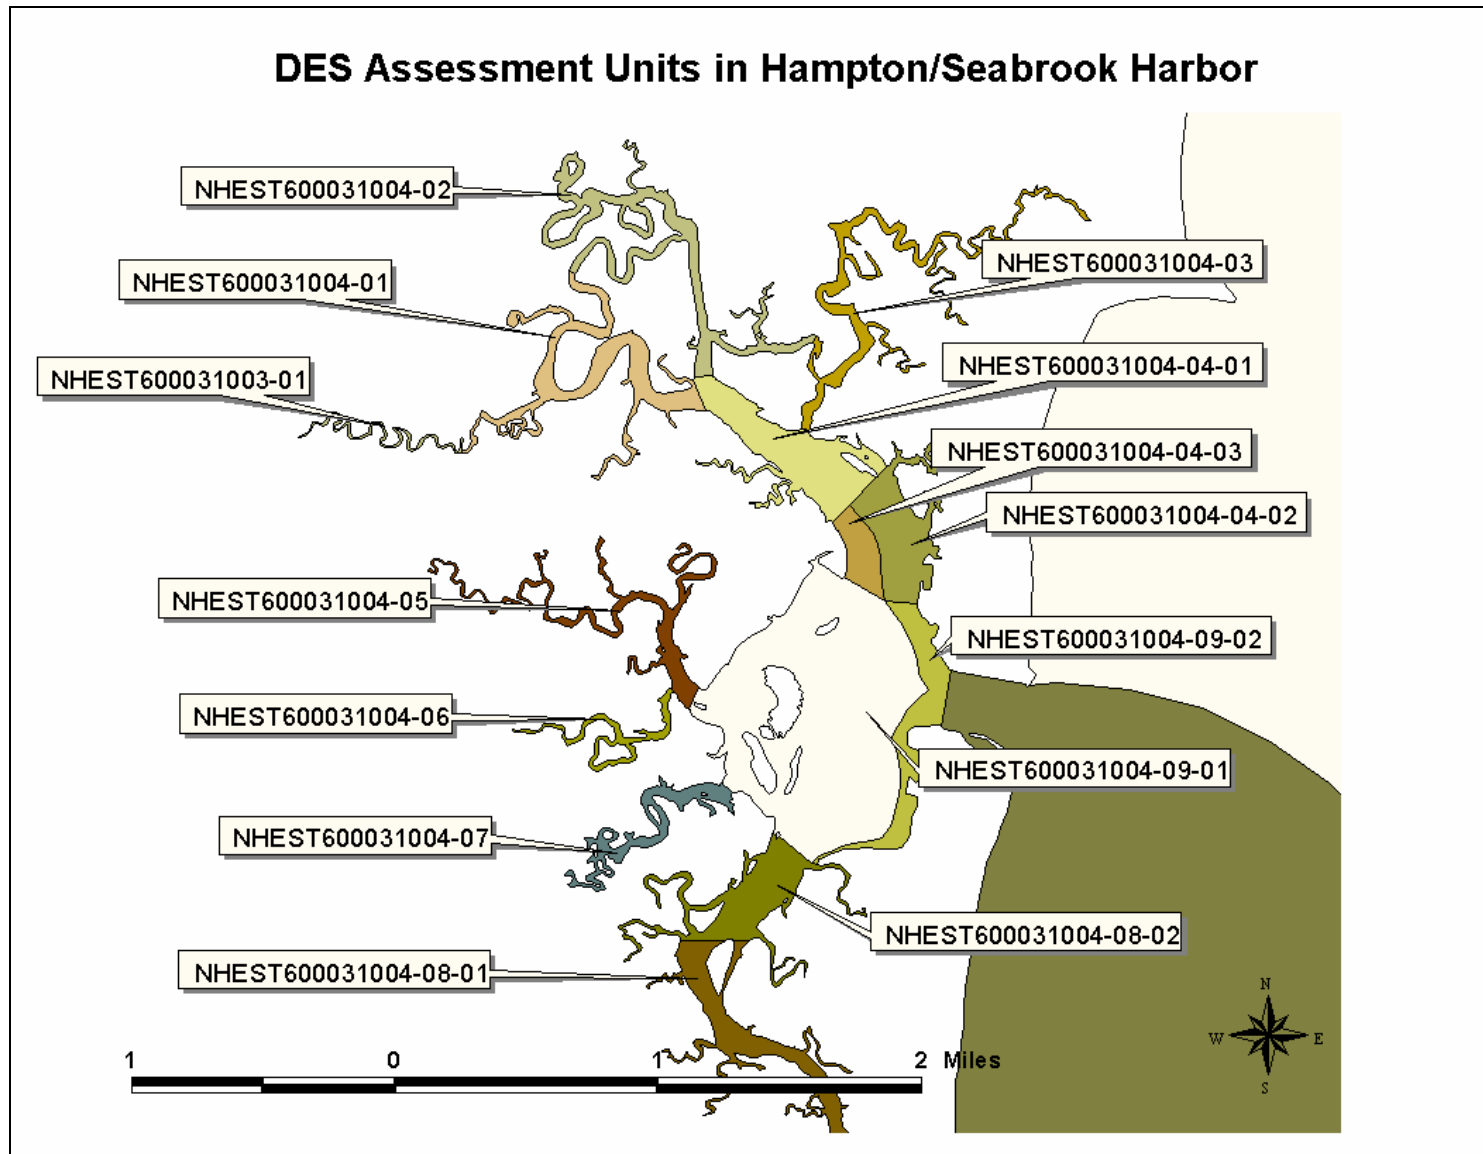 DES Assessment Units in Hampton/Seabrook Harbor
NHEST600031004-02
NHEST600031004-03
NHEST600031004-01
NHEST600031003-01
NHEST600031004-04-01
NHEST600031004-04-03
NHEST600031004-04-02
NHEST600031004-05
NHEST600031004-09-02
NHEST600031004-06
NHEST600031004-09-01
NHEST600031004-07
NHEST600031004-08-02
NHEST600031004-08-01
N
W E
S
1 0 1 2 Miles